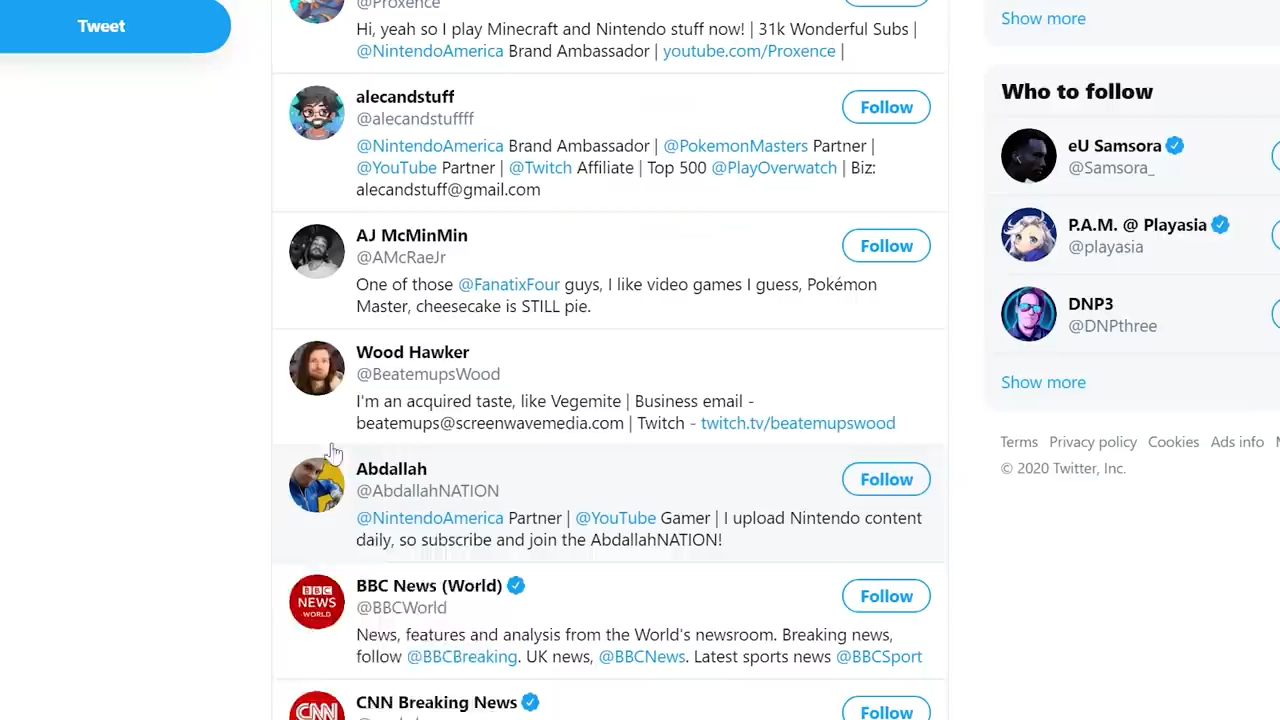 Tweet
@Proxence
Hi, yeah so I play Minecraft and Nintendo stuff now! | 31k Wonderful Subs |
@NintendoAmerica Brand Ambassador | youtube.com/Proxence |
alecandstuff
@alecandstuffff
Follow
@NintendoAmerica Brand Ambassador | @PokemonMasters Partner |
@YouTube Partner | @Twitch Affiliate | Top 500 @PlayOverwatch | Biz:
alecandstuff@gmail.com
AJ McMinMin
@AMcRaeJr
Follow
One of those @FanatixFour guys, I like video games I guess, Pokémon
Master, cheesecake is STILL pie.
Wood Hawker
@BeatemupsWood
I'm an acquired taste, like Vegemite | Business email -
beatemups@screenwavemedia.com | Twitch - twitch.tv/beatemupswood
Abdallah
@AbdallahNATION
Follow
@NintendoAmerica Partner | @YouTube Gamer | I upload Nintendo content
daily, so subscribe and join the AbdallahNATION!
BBC News (World)
@BBCWorld
Follow
BBC
NEWS
WORLD
News, features and analysis from the World's newsroom. Breaking news,
follow @BBCBreaking. UK news, @BBCNews. Latest sports news @BBCSport
CNN Breaking News
Follow
CNN
Show more
Who to follow
eU Samsora
@Samsora_
P.A.M. @ Playasia
@playasia
DNP3
@DNPthree
Show more
Terms Privacy policy Cookies Ads info
© 2020 Twitter, Inc.